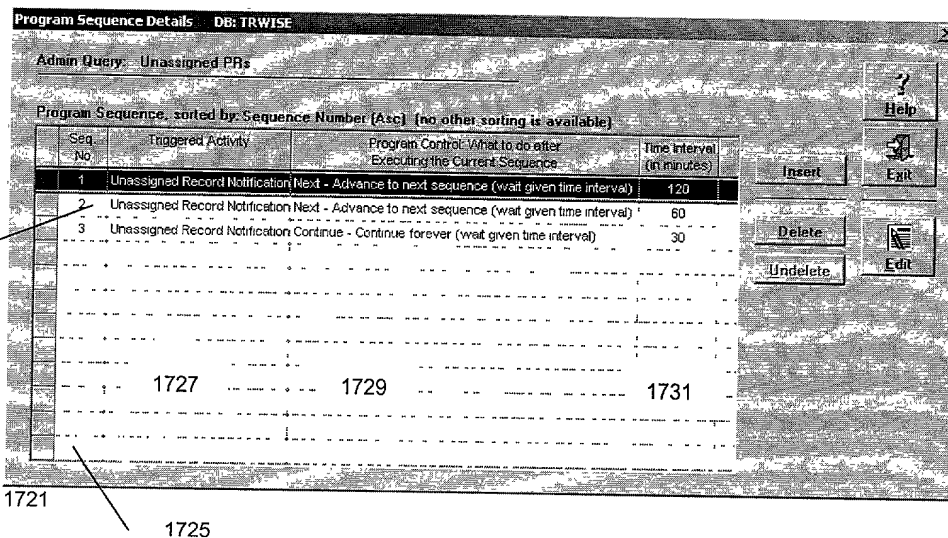 Program Sequence Details DB: TRWISE
Admin Query: Unassigned PRs
Program Sequence, sorted by: Sequence Number (Asc) (no other sorting is available)
Seq. No. Triggered Activity Program Control: What to do after Executing the Current Sequence Time Interval (in minutes)
1 Unassigned Record Notification Next - Advance to next sequence (wait given time interval) 120
2 Unassigned Record Notification Next - Advance to next sequence (wait given time interval) 60
3 Unassigned Record Notification Continue - Continue forever (wait given time interval) 30
Insert
Delete
Undelete
?
Help
Exit
Edit
1727 1729 1731
1721
1725